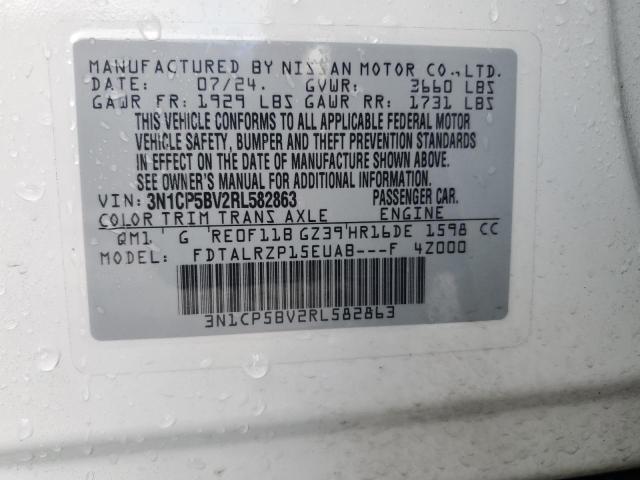 MANUFACTURED BY NISSAN MOTOR CO.,LTD.
DATE: 07/24. GVWR: 3660 LBS
GAWR FR: 1929 LBS GAWR RR: 1731 LBS
THIS VEHICLE CONFORMS TO ALL APPLICABLE FEDERAL MOTOR
VEHICLE SAFETY, BUMPER AND THEFT PREVENTION STANDARDS
IN EFFECT ON THE DATE OF MANUFACTURE SHOWN ABOVE.
SEE OWNER'S MANUAL FOR ADDITIONAL INFORMATION.
VIN: 3N1CP5BV2RL582863 PASSENGER CAR.
COLOR TRIM TRANS AXLE ENGINE
QM1 G RE0F11B GZ39 HR16DE 1598 CC
MODEL: FDTALRZP15EUAB---F 4Z000
3N1CP5BV2RL582863